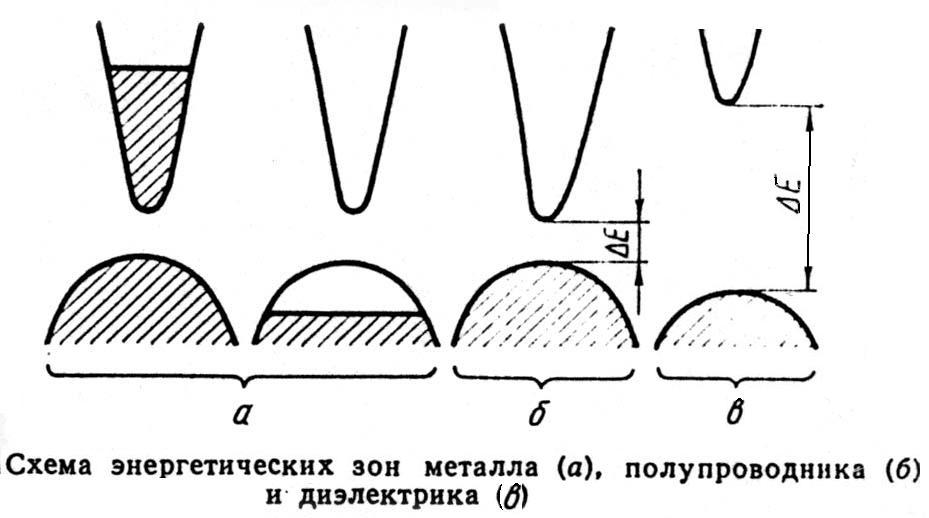 ΔE
ΔE
а
б
в
Схема энергетических зон металла (а), полупроводника (б)
и диэлектрика (в)